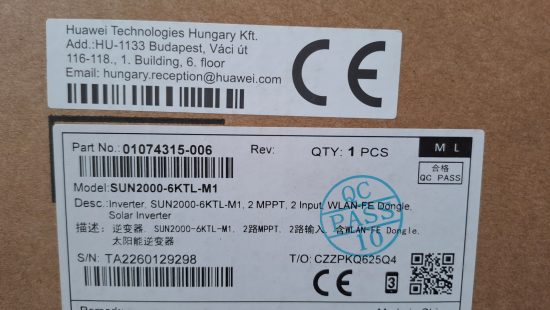 Huawei Technologies Hungary Kft.
Add.:HU-1133 Budapest, Váci út
116-118., 1. Building, 6. floor
Email: hungary.reception@huawei.com
CE
Part No.: 01074315-006 Rev: QTY: 1 PCS
M L
合格
QC PASS
Model: SUN2000-6KTL-M1
Desc.: Inverter, SUN2000-6KTL-M1, 2 MPPT, 2 Input, WLAN-FE Dongle,
Solar Inverter
描述: 逆变器, SUN2000-6KTL-M1, 2路MPPT, 2路输入, 含WLAN-FE Dongle,
太阳能逆变器
QC
PASS
10
S/N: TA2260129298 T/O: CZZPKQ625Q4
CE
3